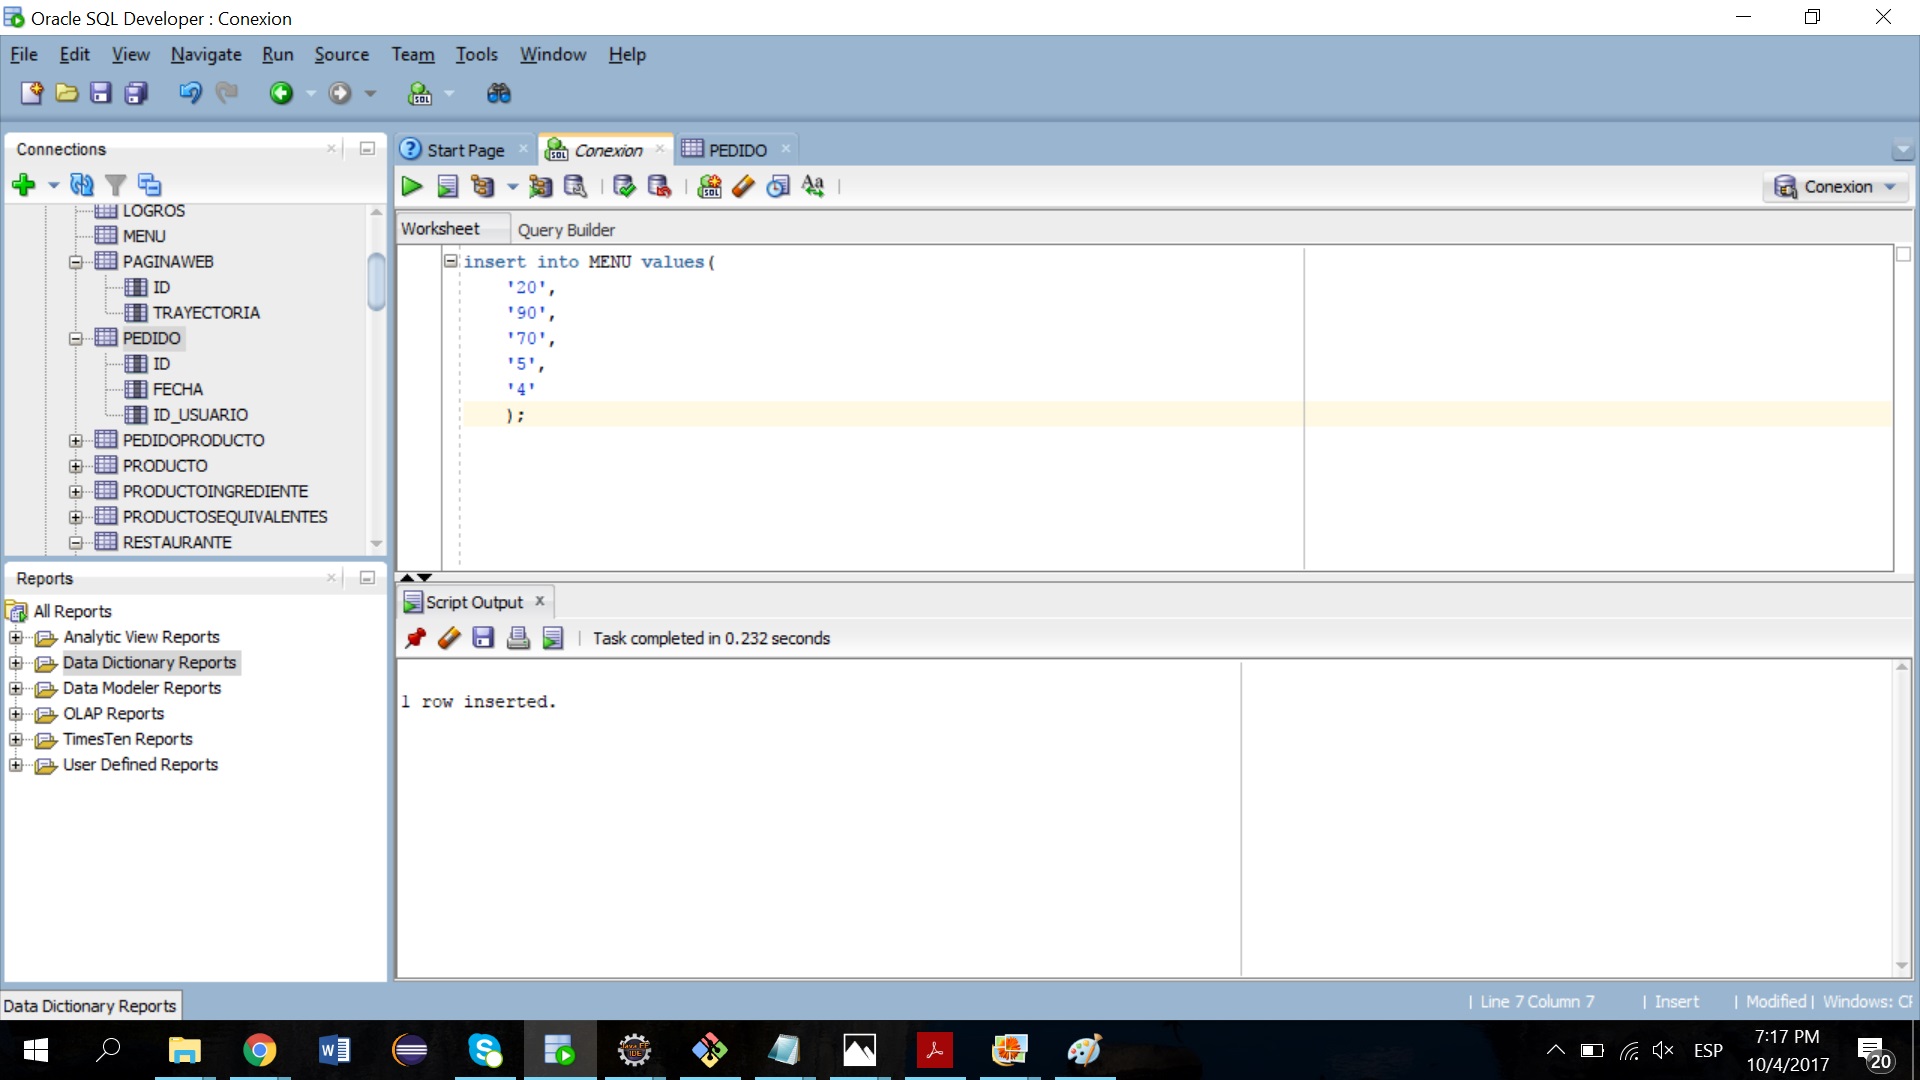 Oracle SQL Developer : Conexion
File Edit View Navigate Run Source Team Tools Window Help
Connections
LOGROS
MENU
PAGINAWEB
ID
TRAYECTORIA
PEDIDO
ID
FECHA
ID_USUARIO
PEDIDOPRODUCTO
PRODUCTO
PRODUCTOINGREDIENTE
PRODUCTOSEQUIVALENTES
RESTAURANTE
Reports
All Reports
Analytic View Reports
Data Dictionary Reports
Data Modeler Reports
OLAP Reports
TimesTen Reports
User Defined Reports
Start Page Conexion PEDIDO
Conexion
Worksheet Query Builder
insert into MENU values(
'20',
'90',
'70',
'5',
'4'
);
Script Output
Task completed in 0.232 seconds
1 row inserted.
Data Dictionary Reports
| Line 7 Column 7 | Insert | Modified | Windows: CF
ESP
7:17 PM
10/4/2017
20